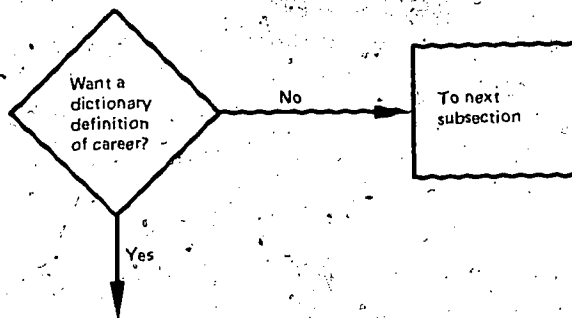 Want a
dictionary
definition
of career?
No
To next
subsection
Yes